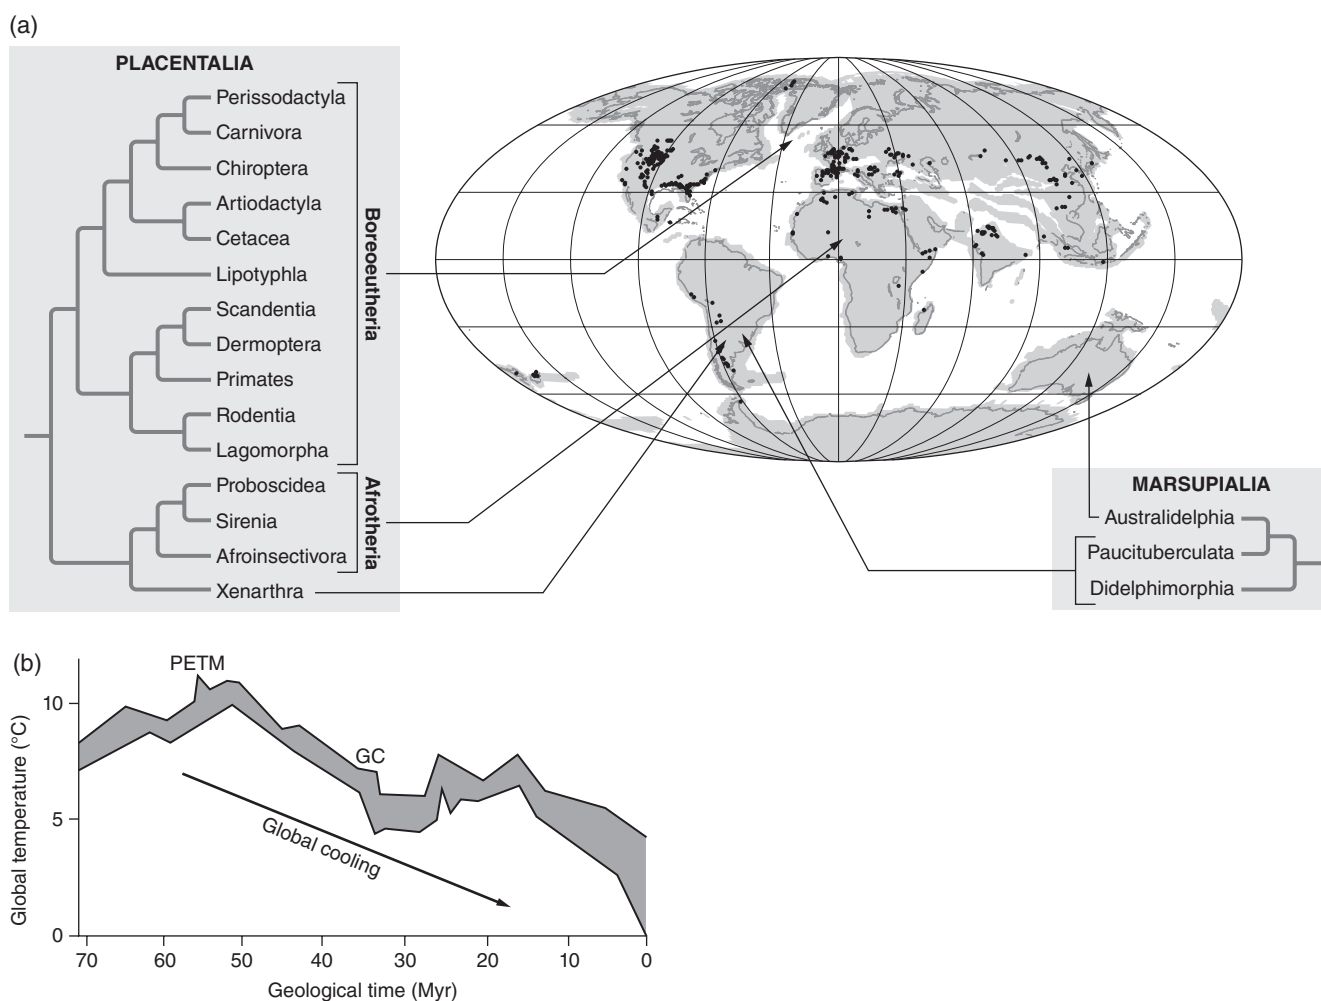 (a)
PLACENTALIA
Perissodactyla
Carnivora
Chiroptera
Artiodactyla
Cetacea
Lipotyphla
Scandentia
Dermoptera
Primates
Rodentia
Lagomorpha
Boreoeutheria
Proboscidea
Sirenia
Afroinsectivora
Afrotheria
Xenarthra
MARSUPIALIA
Australidelphia
Paucituberculata
Didelphimorphia
(b)
PETM
GC
Global cooling
Global temperature (°C)
10
5
0
70 60 50 40 30 20 10 0
Geological time (Myr)